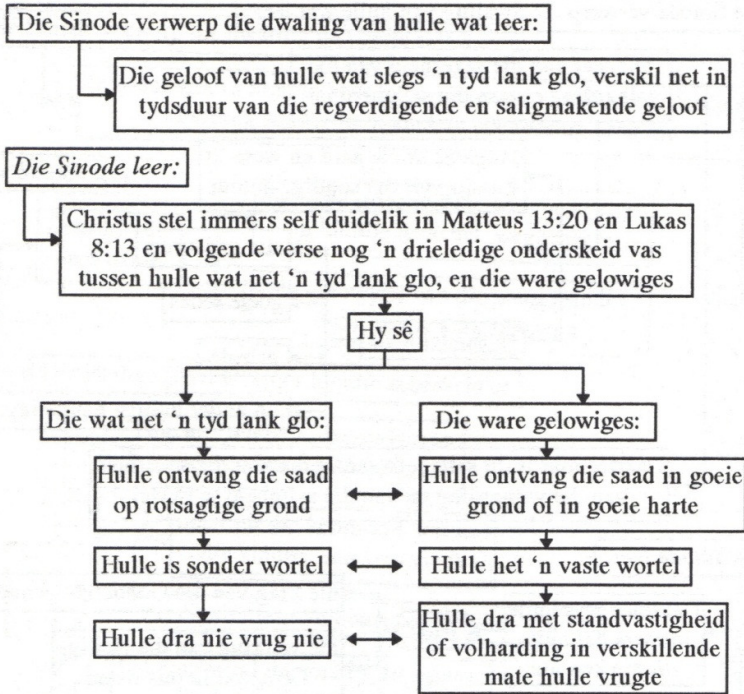 Die Sinode verwerp die dwaling van hulle wat leer:
Die geloof van hulle wat slegs ‘n tyd lank glo, verskil net in
tydsduur van die regverdigende en saligmakende geloof
Die Sinode leer:
Christus stel immers self duidelik in Matteus 13:20 en Lukas
8:13 en volgende verse nog ‘n drieledige onderskeid vas
tussen hulle wat net ‘n tyd lank glo, en die ware gelowiges
Hy sê
Die wat net ‘n tyd lank glo:
Hulle ontvang die saad
op rotsagtige grond
Hulle is sonder wortel
Hulle dra nie vrug nie
Die ware gelowiges:
Hulle ontvang die saad in goeie
grond of in goeie harte
Hulle het ‘n vaste wortel
Hulle dra met standvastigheid
of volharding in verskillende
mate hulle vrugte